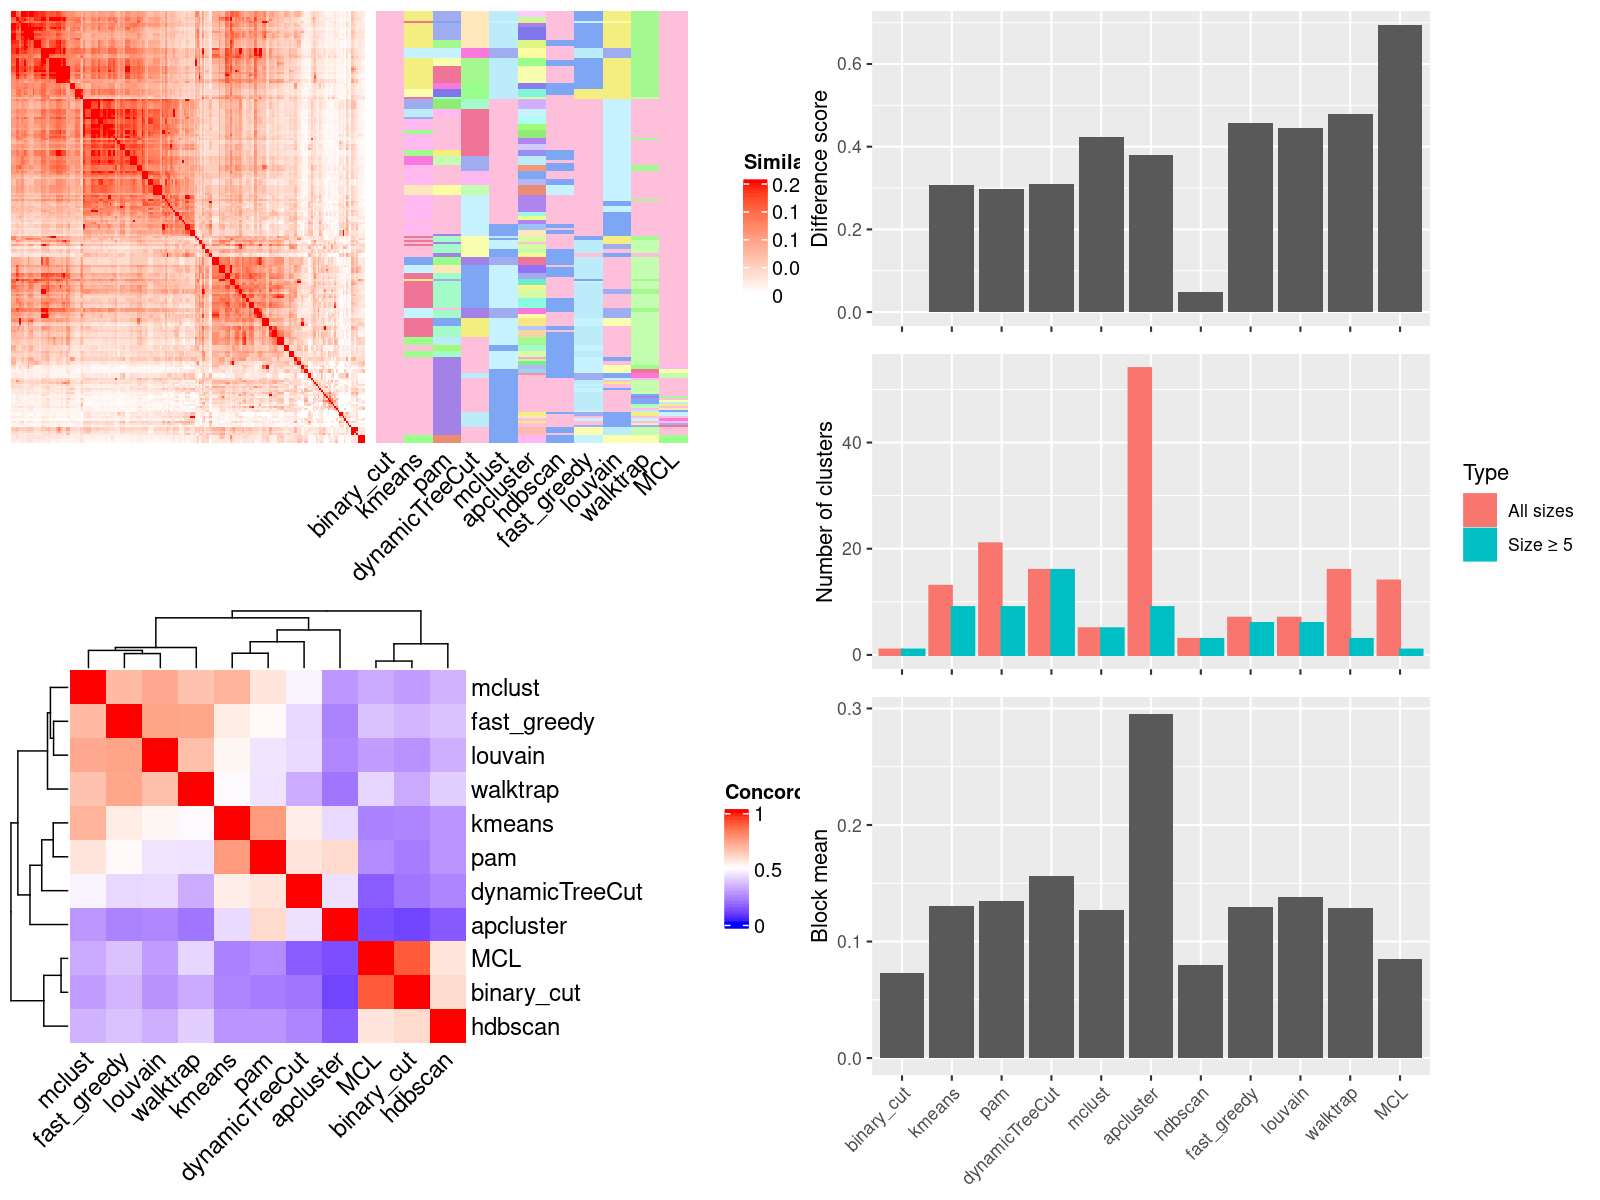 Simila
0.2
0.1
0.1
0.0
0
binary_cut
kmeans
pam
dynamicTreeCut
mclust
apcluster
hdbscan
fast_greedy
louvain
walktrap
MCL
mclust
fast_greedy
louvain
walktrap
kmeans
pam
dynamicTreeCut
apcluster
MCL
binary_cut
hdbscan
mclust
fast_greedy
louvain
walktrap
kmeans
pam
dynamicTreeCut
apcluster
MCL
binary_cut
hdbscan
Concord
1
0.5
0
Difference score
0.6
0.4
0.2
0.0
Number of clusters
40
20
0
Type
All sizes
Size ≥ 5
Block mean
0.3
0.2
0.1
0.0
binary_cut
kmeans
pam
dynamicTreeCut
mclust
apcluster
hdbscan
fast_greedy
louvain
walktrap
MCL